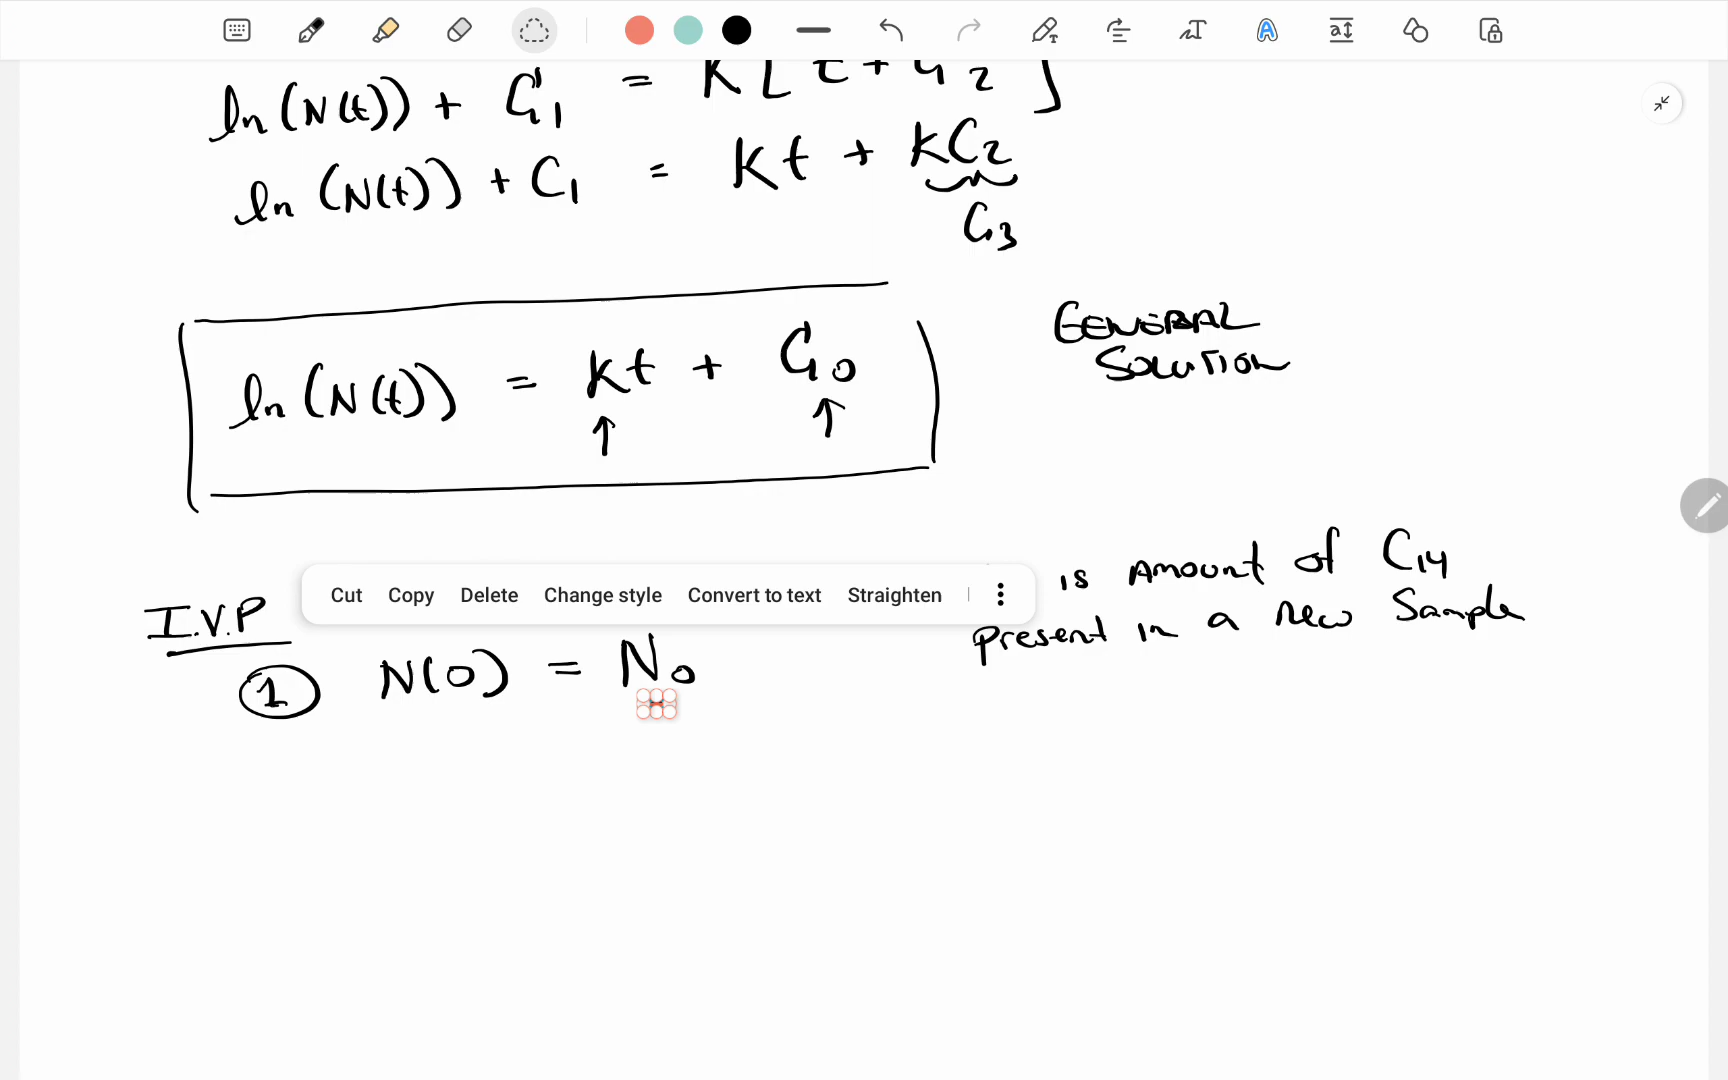 ln (N(t)) + C₁ = K[t + C₂]
ln (N(t)) + C₁ = kt + kC₂
C₃
ln (N(t)) = kt + C₀
↑ ↑
GENERAL
SOLUTION
Cut Copy Delete Change style Convert to text Straighten
is Amount of C₁₄
Present in a new Sample
I.V.P
① N(0) = N₀